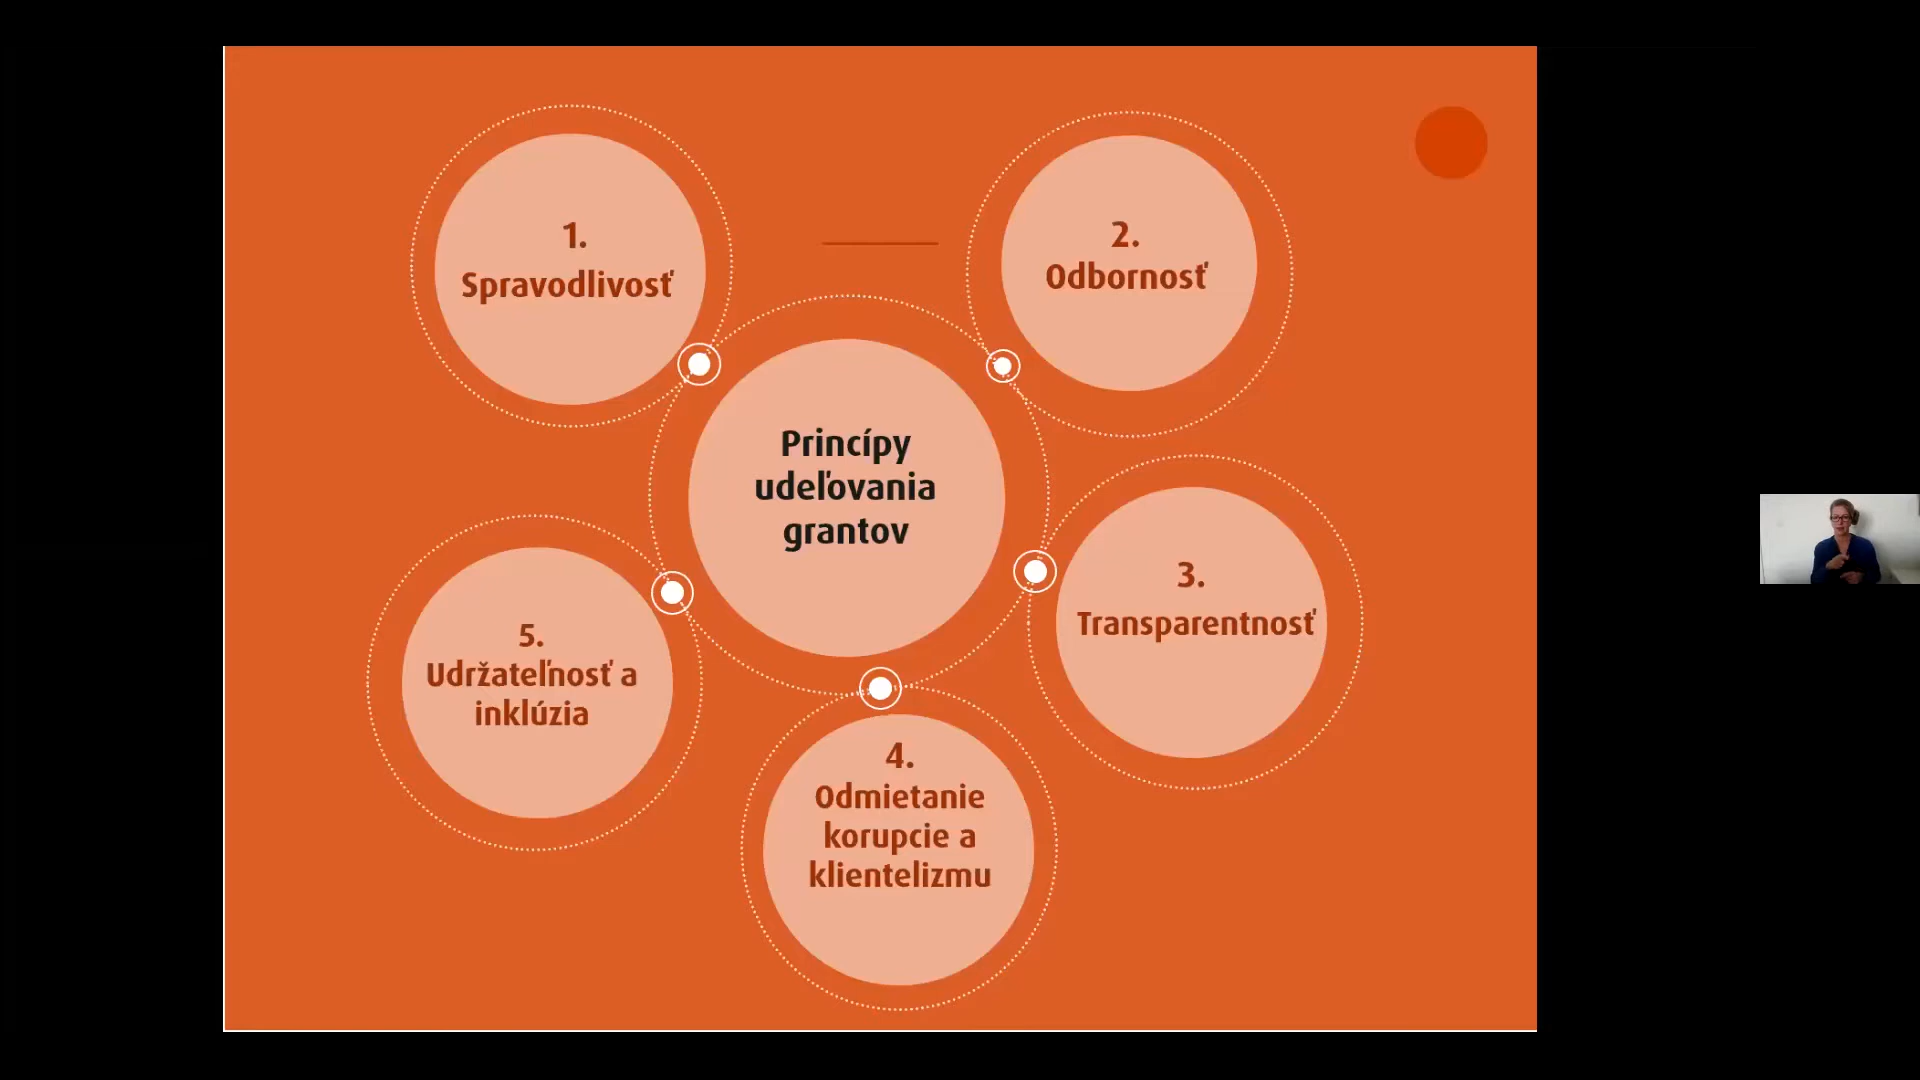 Princípy
udeľovania
grantov
1.
Spravodlivosť
2.
Odbornosť
3.
Transparentnosť
4.
Odmietanie
korupcie a
klientelizmu
5.
Udržateľnosť a
inklúzia